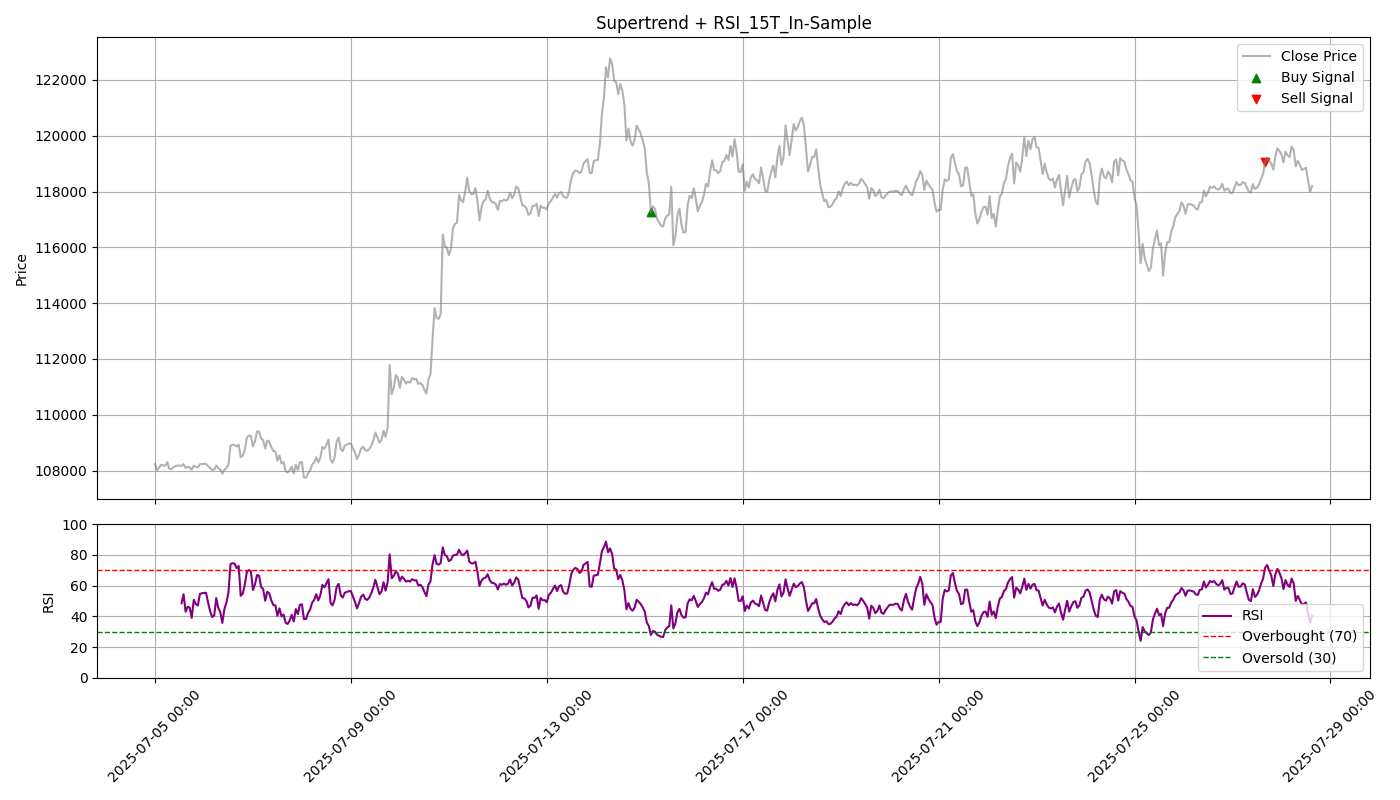 Supertrend + RSI_15T_In-Sample
Close Price
Buy Signal
Sell Signal
Price
122000
120000
118000
116000
114000
112000
110000
108000
RSI
100
80
60
40
20
0
RSI
Overbought (70)
Oversold (30)
2025-07-05 00:00
2025-07-09 00:00
2025-07-13 00:00
2025-07-17 00:00
2025-07-21 00:00
2025-07-25 00:00
2025-07-29 00:00